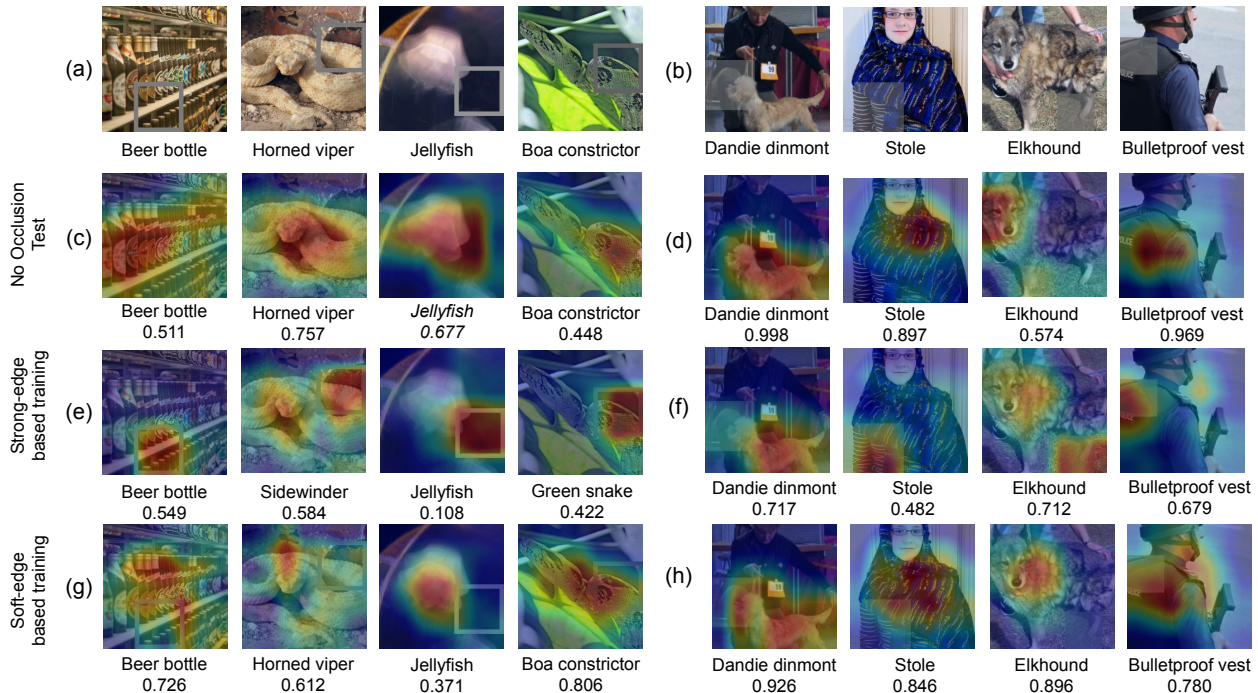 (a)
(b)
Beer bottle Horned viper Jellyfish Boa constrictor
Dandie dinmont Stole Elkhound Bulletproof vest
No Occlusion
Test
(c)
(d)
Beer bottle Horned viper Jellyfish Boa constrictor
0.511 0.757 0.677 0.448
Dandie dinmont Stole Elkhound Bulletproof vest
0.998 0.897 0.574 0.969
Strong-edge
based training
(e)
(f)
Beer bottle Sidewinder Jellyfish Green snake
0.549 0.584 0.108 0.422
Dandie dinmont Stole Elkhound Bulletproof vest
0.717 0.482 0.712 0.679
Soft-edge
based training
(g)
(h)
Beer bottle Horned viper Jellyfish Boa constrictor
0.726 0.612 0.371 0.806
Dandie dinmont Stole Elkhound Bulletproof vest
0.926 0.846 0.896 0.780